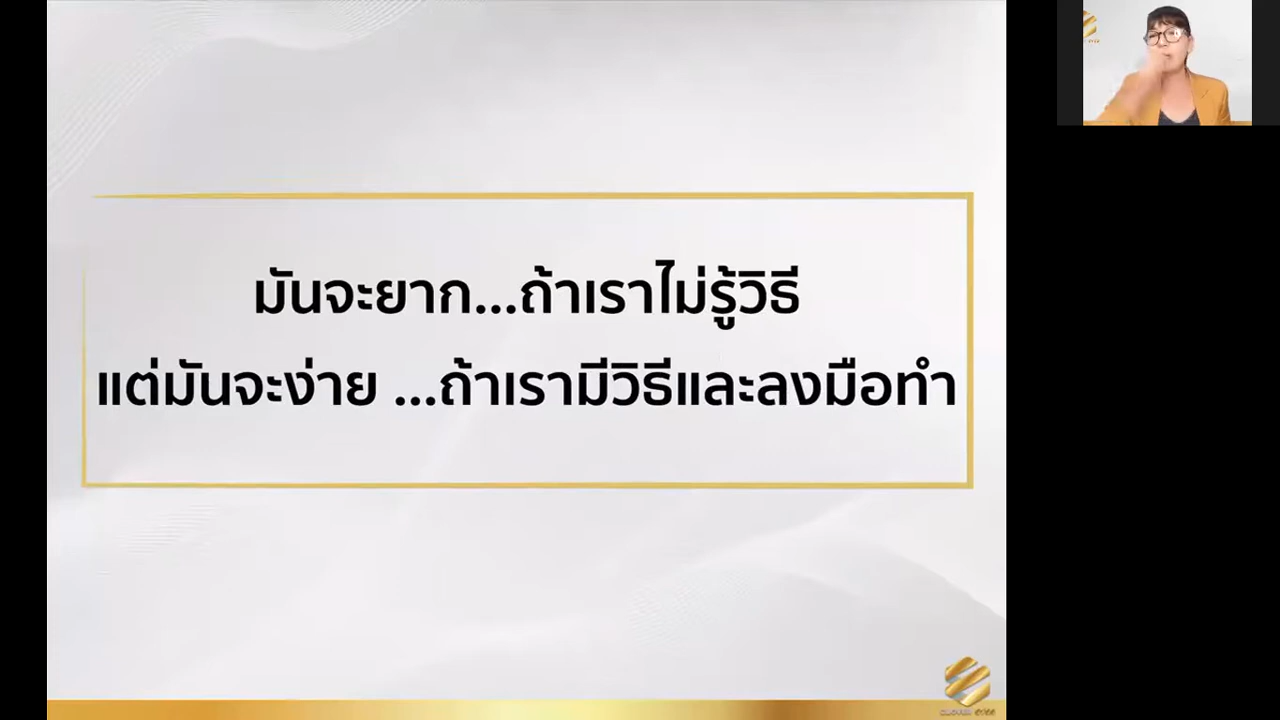 มันจะยาก...ถ้าเราไม่รู้วิธี
แต่มันจะง่าย ...ถ้าเรามีวิธีและลงมือทำ